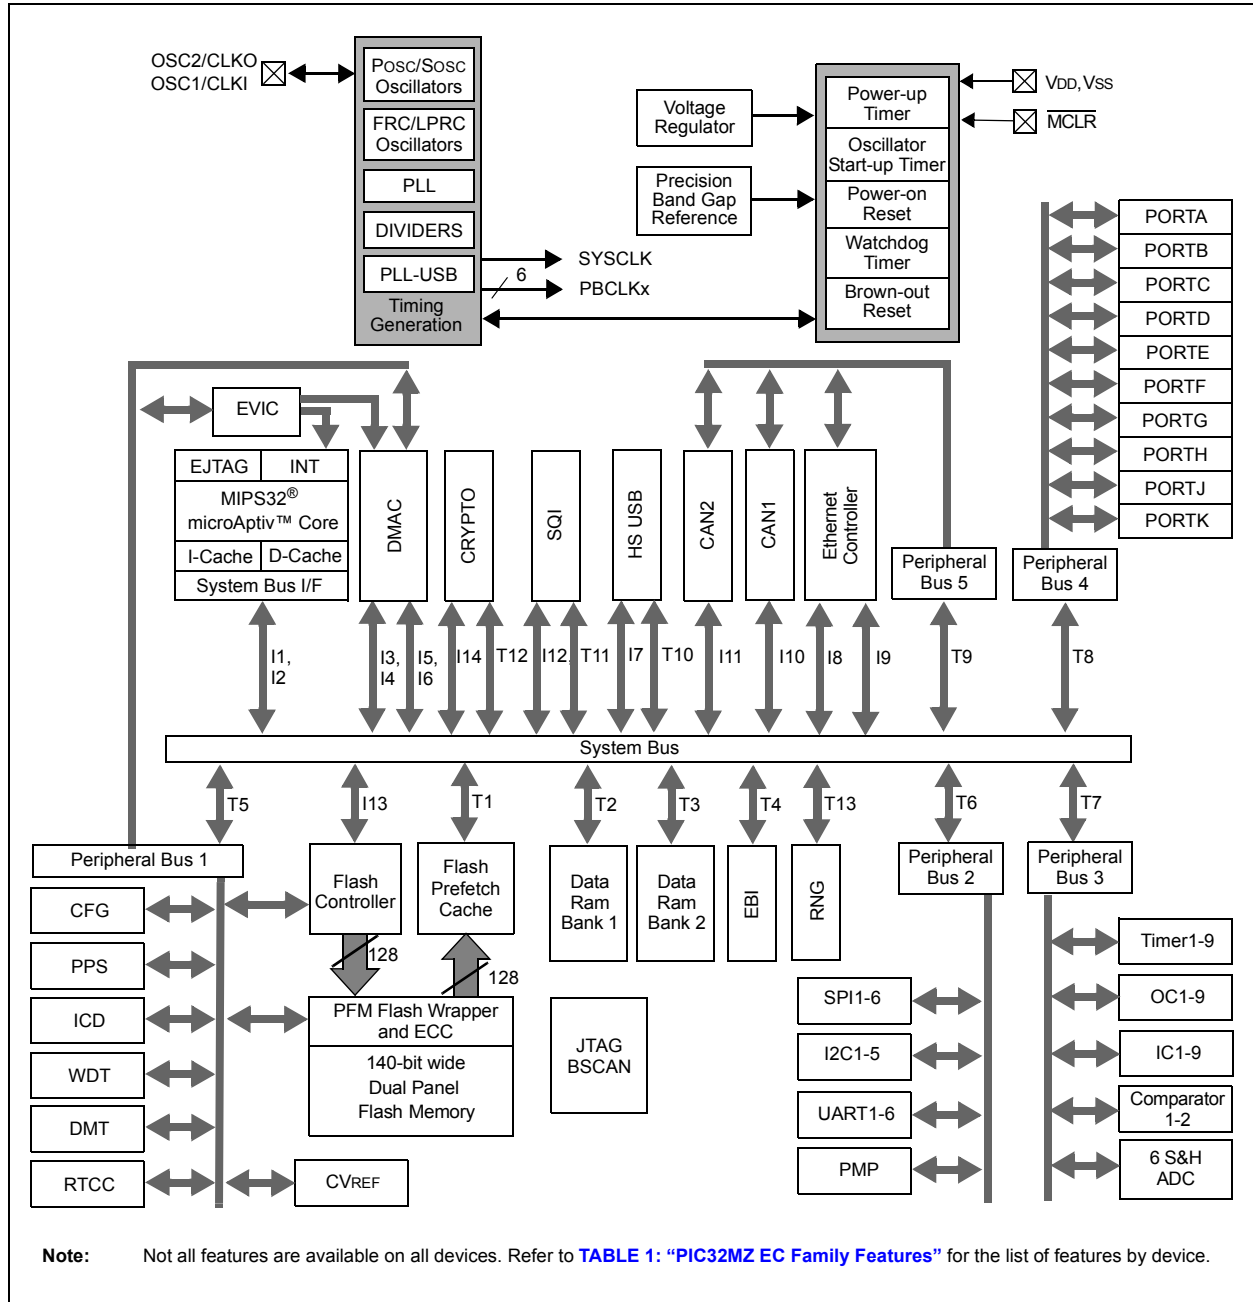 OSC2/CLKO
OSC1/CLKI
POSC/SOSC
Oscillators
FRC/LPRC
Oscillators
PLL
DIVIDERS
PLL-USB
Timing
Generation
6
SYSCLK
PBCLKx
Voltage
Regulator
Precision
Band Gap
Reference
Power-up
Timer
Oscillator
Start-up Timer
Power-on
Reset
Watchdog
Timer
Brown-out
Reset
VDD, VSS
MCLR
PORTA
PORTB
PORTC
PORTD
PORTE
PORTF
PORTG
PORTH
PORTJ
PORTK
EVIC
EJTAG
INT
MIPS32®
microAptiv™ Core
I-Cache
D-Cache
System Bus I/F
DMAC
CRYPTO
SQI
HS USB
CAN2
CAN1
Ethernet
Controller
Peripheral
Bus 5
Peripheral
Bus 4
I1,
I2
I3,
I4
I5,
I6
I14
T12
I12,
T11
I7
T10
I11
I10
I8
I9
T9
T8
System Bus
T5
I13
T1
T2
T3
T4
T13
T6
T7
Peripheral Bus 1
Flash
Controller
Flash
Prefetch
Cache
Data
Ram
Bank 1
Data
Ram
Bank 2
EBI
RNG
Peripheral
Bus 2
Peripheral
Bus 3
CFG
PPS
ICD
WDT
DMT
RTCC
128
128
PFM Flash Wrapper
and ECC
140-bit wide
Dual Panel
Flash Memory
CVREF
JTAG
BSCAN
SPI1-6
I2C1-5
UART1-6
PMP
Timer1-9
OC1-9
IC1-9
Comparator
1-2
6 S&H
ADC
Note: Not all features are available on all devices. Refer to TABLE 1: “PIC32MZ EC Family Features” for the list of features by device.